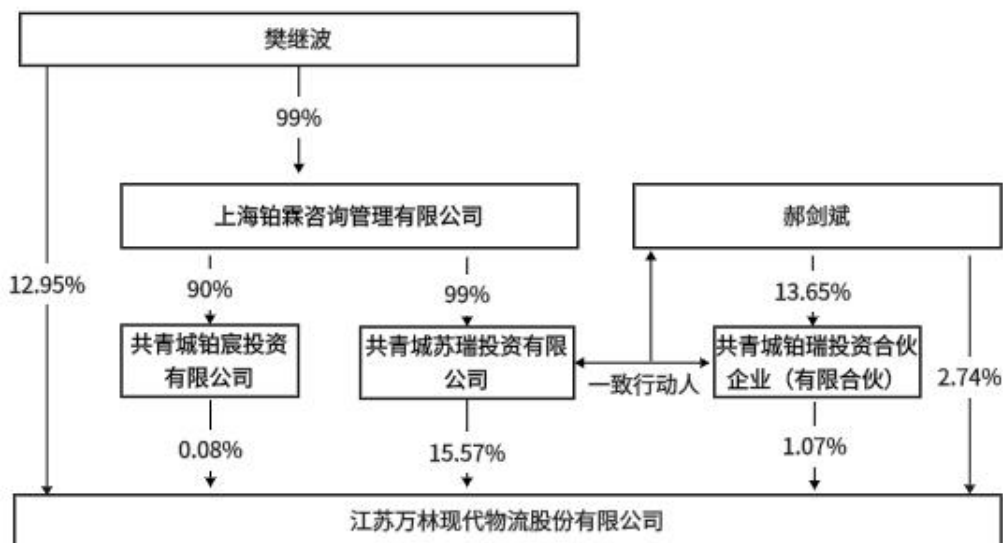 樊继波
99%
上海铂霖咨询管理有限公司
郝剑斌
12.95%
90%
99%
13.65%
共青城铂宸投资
有限公司
共青城苏瑞投资有限
公司
一致行动人
共青城铂瑞投资合伙
企业（有限合伙）
2.74%
0.08%
15.57%
1.07%
江苏万林现代物流股份有限公司